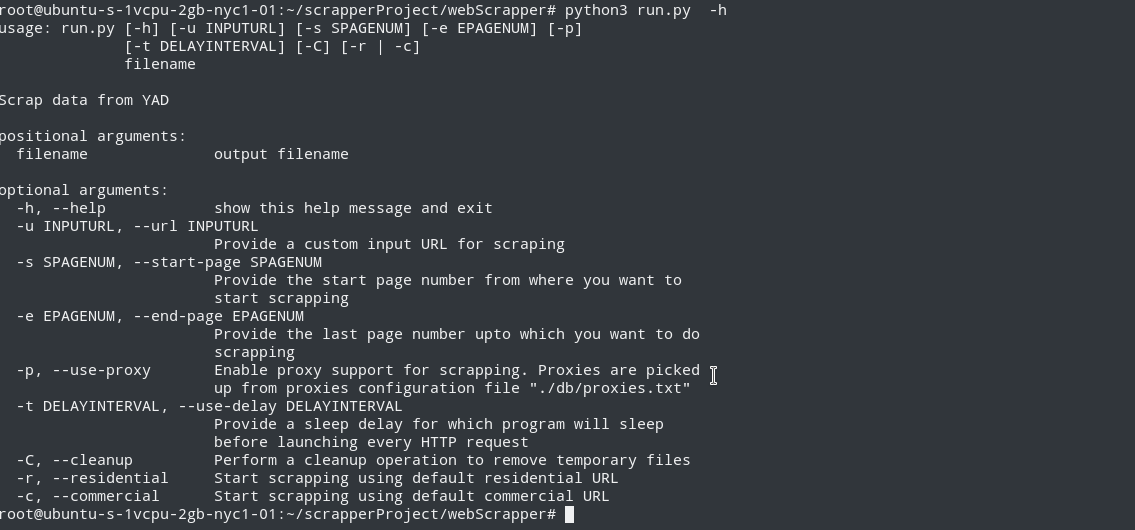 root@ubuntu-s-1vcpu-2gb-nyc1-01:~/scrapperProject/webScrapper# python3 run.py  -h
usage: run.py [-h] [-u INPUTURL] [-s SPAGENUM] [-e EPAGENUM] [-p]
              [-t DELAYINTERVAL] [-C] [-r | -c]
              filename

Scrap data from YAD

positional arguments:
  filename              output filename

optional arguments:
  -h, --help            show this help message and exit
  -u INPUTURL, --url INPUTURL
                        Provide a custom input URL for scraping
  -s SPAGENUM, --start-page SPAGENUM
                        Provide the start page number from where you want to
                        start scrapping
  -e EPAGENUM, --end-page EPAGENUM
                        Provide the last page number upto which you want to do
                        scrapping
  -p, --use-proxy       Enable proxy support for scrapping. Proxies are picked
                        up from proxies configuration file "./db/proxies.txt"
  -t DELAYINTERVAL, --use-delay DELAYINTERVAL
                        Provide a sleep delay for which program will sleep
                        before launching every HTTP request
  -C, --cleanup         Perform a cleanup operation to remove temporary files
  -r, --residential     Start scrapping using default residential URL
  -c, --commercial      Start scrapping using default commercial URL
root@ubuntu-s-1vcpu-2gb-nyc1-01:~/scrapperProject/webScrapper#